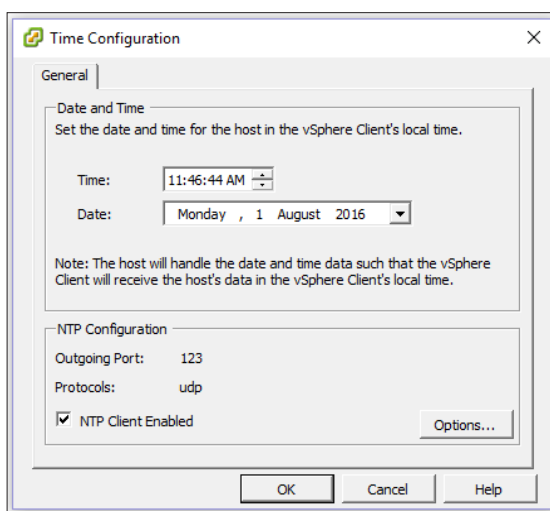 Time Configuration
General
Date and Time
Set the date and time for the host in the vSphere Client's local time.
Time: 11:46:44 AM
Date: Monday , 1 August 2016
Note: The host will handle the date and time data such that the vSphere
Client will receive the host's data in the vSphere Client's local time.
NTP Configuration
Outgoing Port: 123
Protocols: udp
NTP Client Enabled
Options...
OK Cancel Help